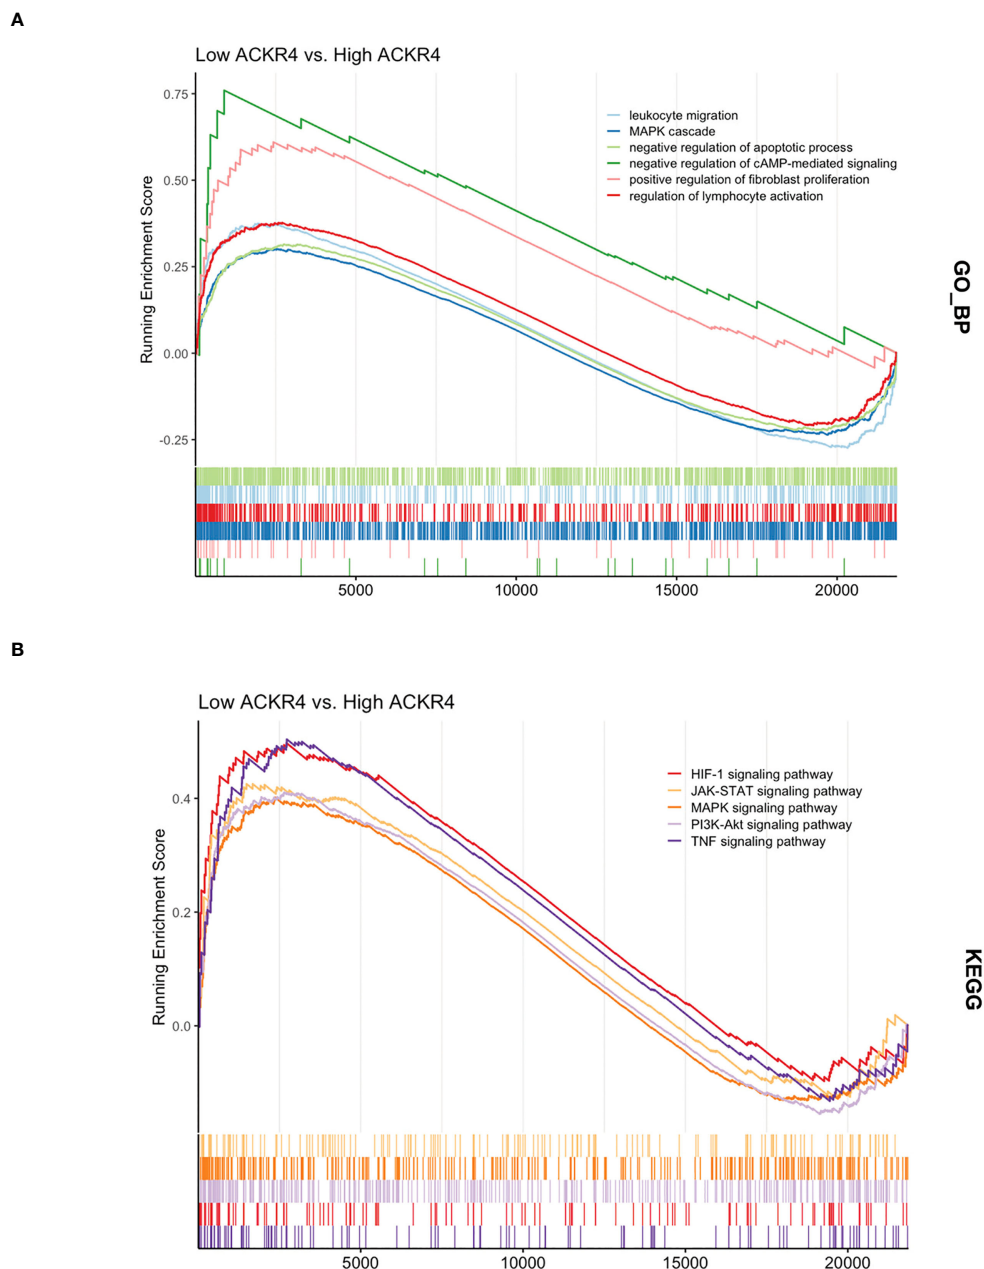 A
Low ACKR4 vs. High ACKR4
Running Enrichment Score
0.75
0.50
0.25
0.00
-0.25
leukocyte migration
MAPK cascade
negative regulation of apoptotic process
negative regulation of cAMP-mediated signaling
positive regulation of fibroblast proliferation
regulation of lymphocyte activation
GO_BP
5000 10000 15000 20000
B
Low ACKR4 vs. High ACKR4
Running Enrichment Score
0.4
0.2
0.0
HIF-1 signaling pathway
JAK-STAT signaling pathway
MAPK signaling pathway
PI3K-Akt signaling pathway
TNF signaling pathway
KEGG
5000 10000 15000 20000